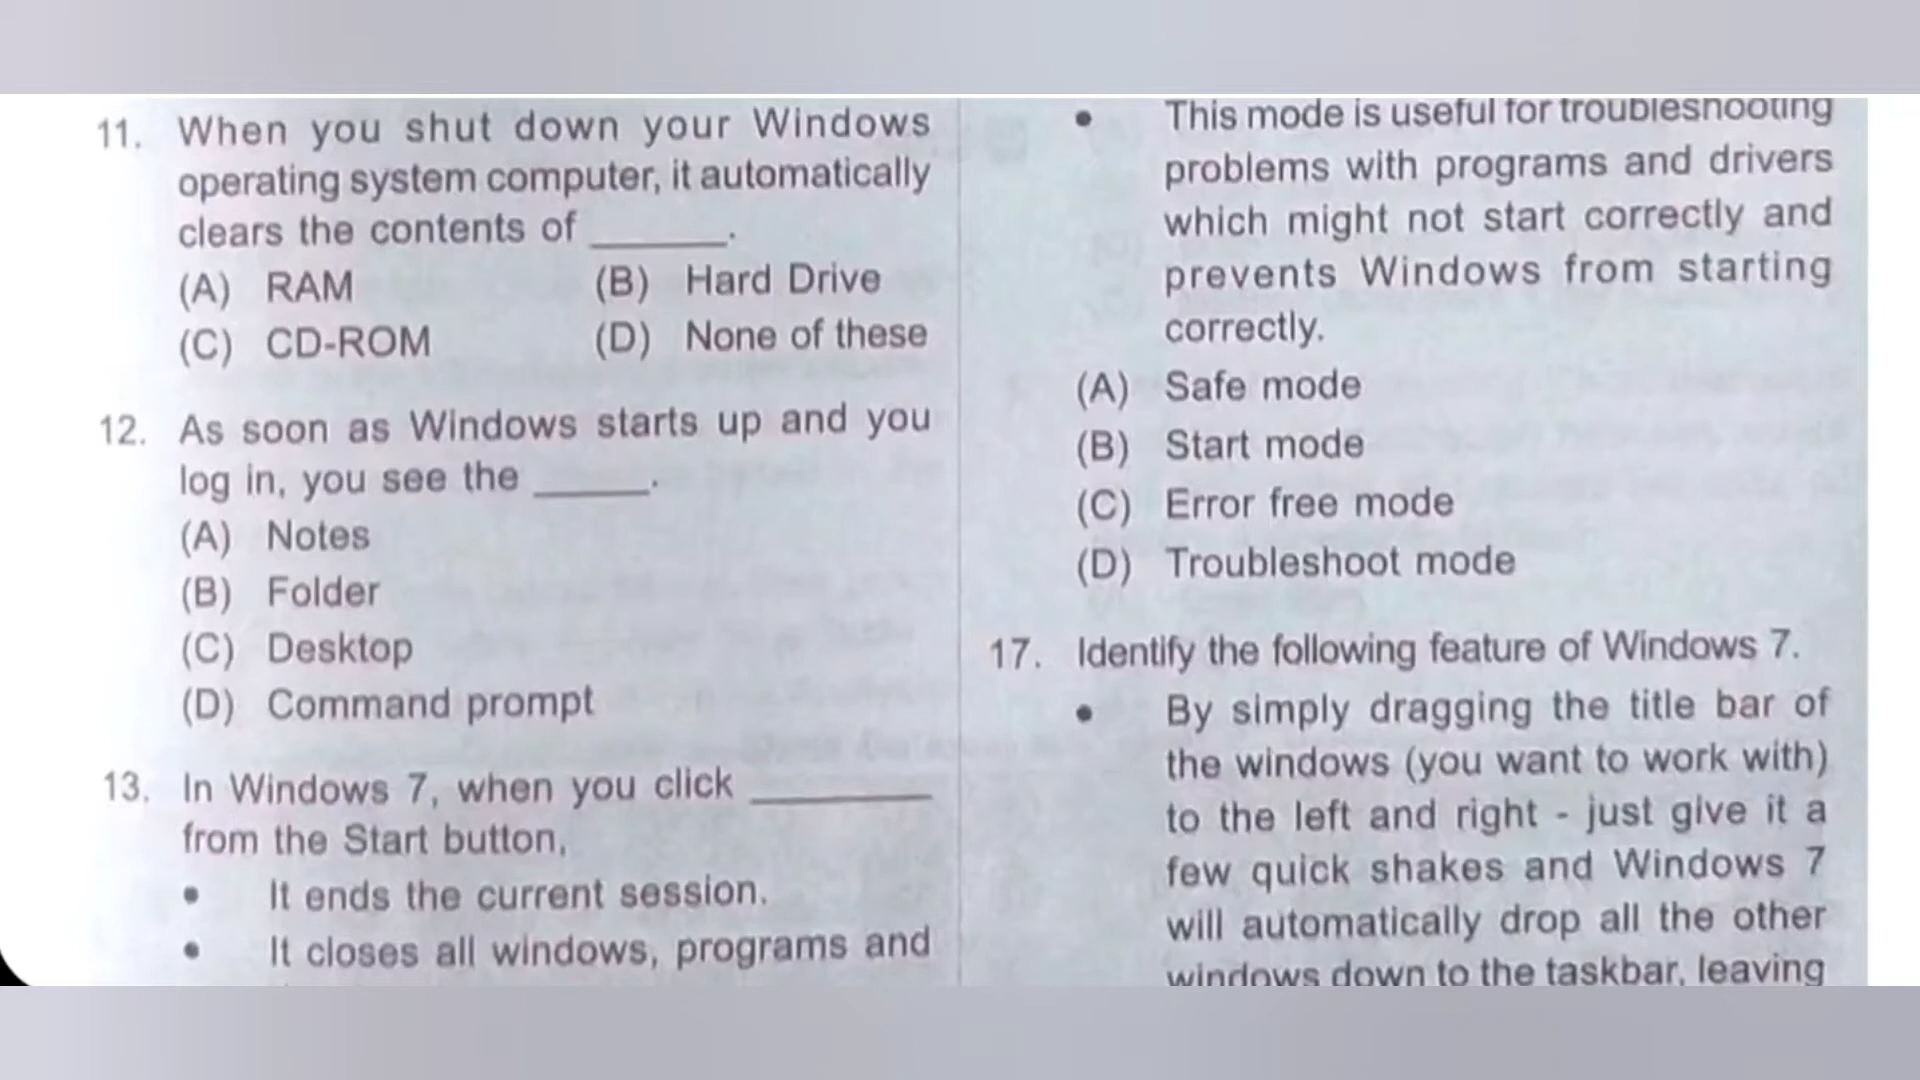 11. When you shut down your Windows
operating system computer, it automatically
clears the contents of ______.
(A) RAM (B) Hard Drive
(C) CD-ROM (D) None of these
12. As soon as Windows starts up and you
log in, you see the ______.
(A) Notes
(B) Folder
(C) Desktop
(D) Command prompt
13. In Windows 7, when you click ______
from the Start button,
• It ends the current session.
• It closes all windows, programs and
• This mode is useful for troubleshooting
problems with programs and drivers
which might not start correctly and
prevents Windows from starting
correctly.
(A) Safe mode
(B) Start mode
(C) Error free mode
(D) Troubleshoot mode
17. Identify the following feature of Windows 7.
• By simply dragging the title bar of
the windows (you want to work with)
to the left and right - just give it a
few quick shakes and Windows 7
will automatically drop all the other
windows down to the taskbar, leaving